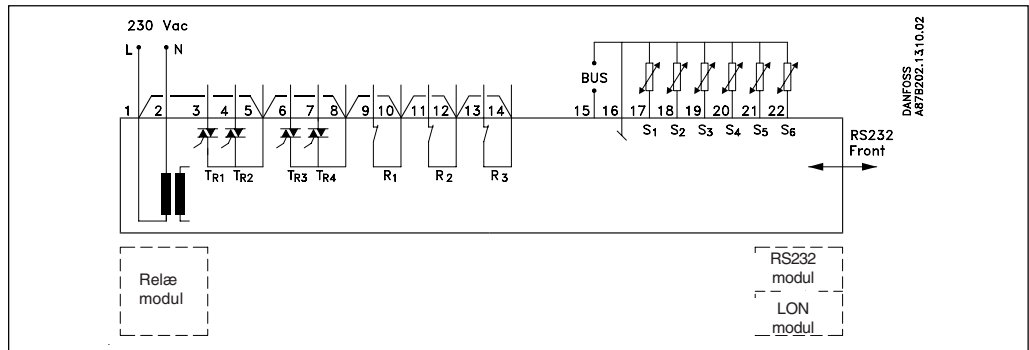 230 Vac
L N
1 2 3 4 5 6 7 8 9 10 11 12 13 14
TR1 TR2 TR3 TR4 R1 R2 R3
BUS
15 16 17 18 19 20 21 22
S1 S2 S3 S4 S5 S6
DANFOSS
A87B202.1310.02
RS232
Front
Relæ
modul
RS232
modul
LON
modul